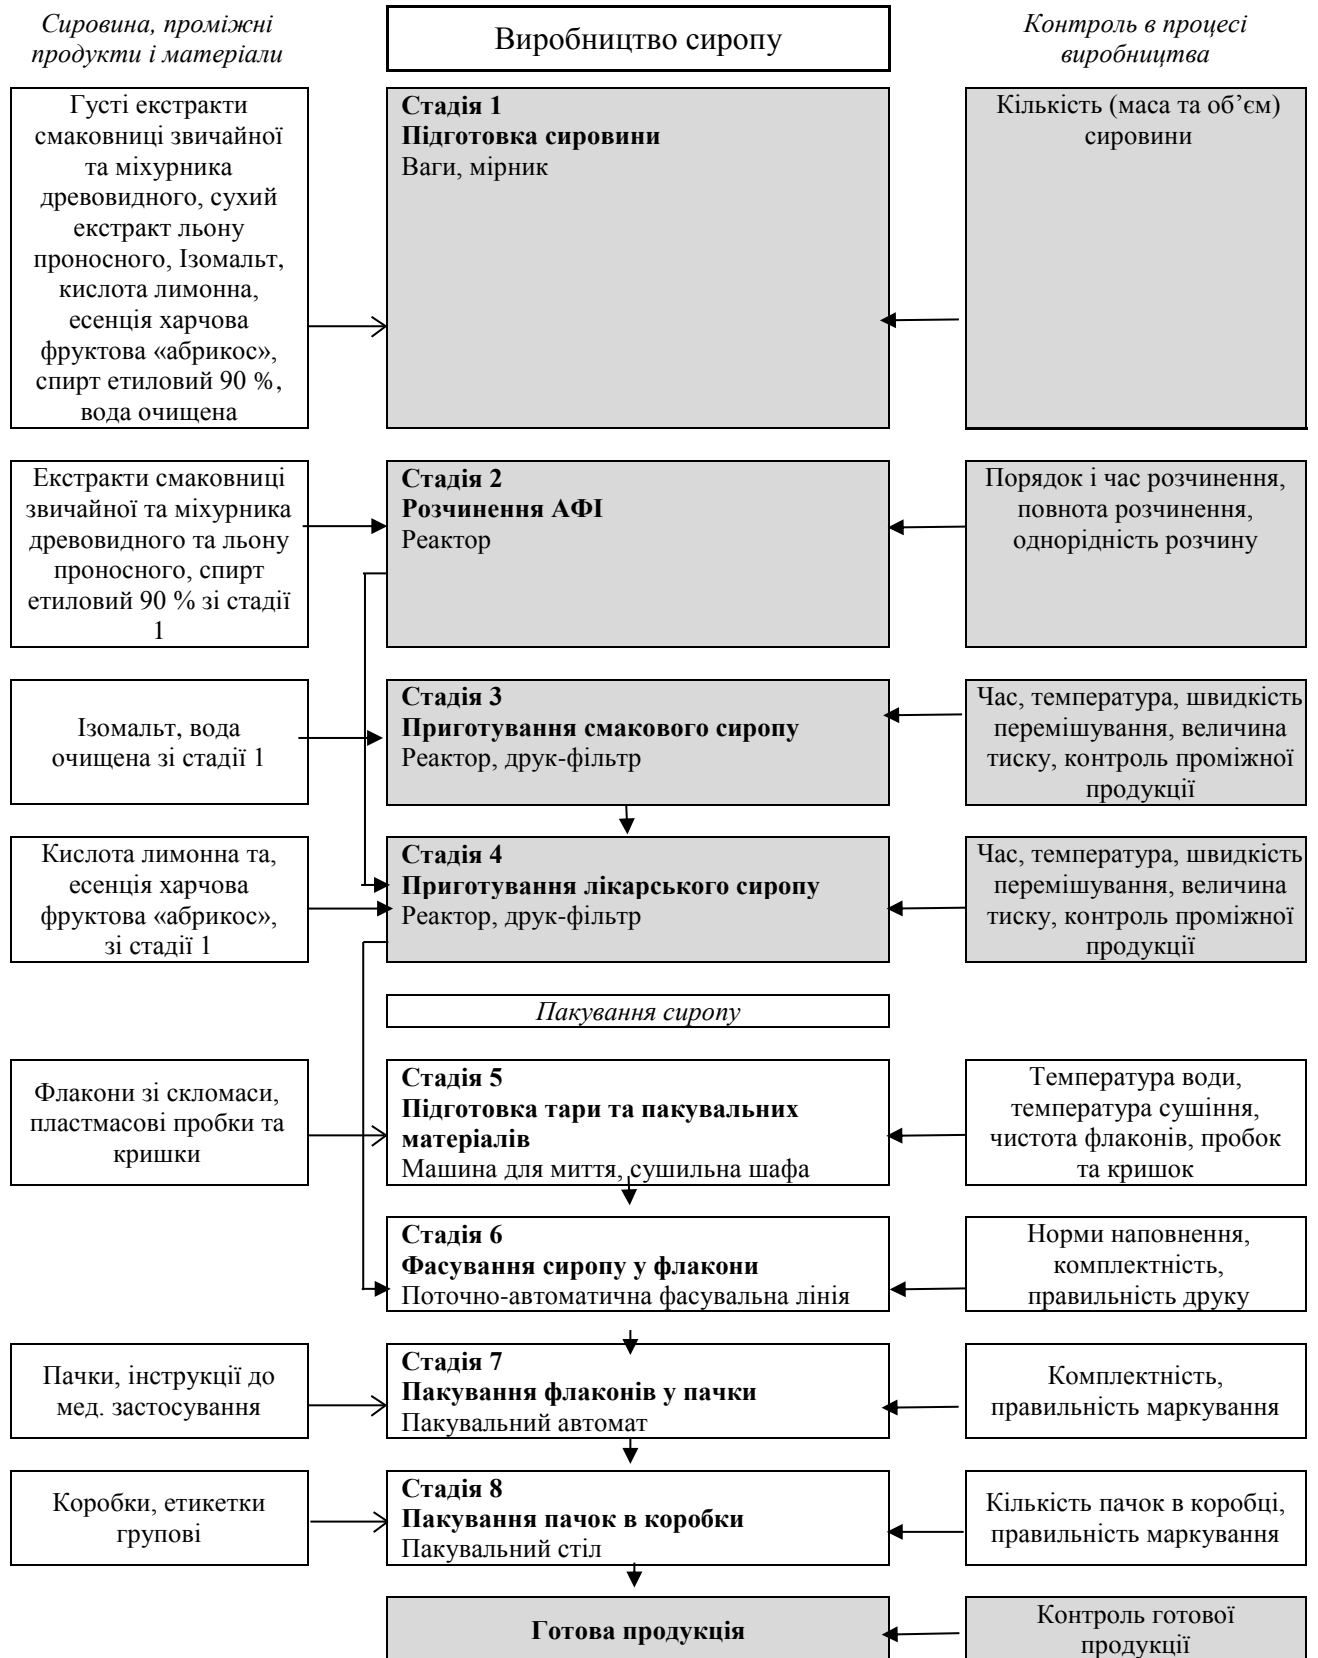 Сировина, проміжні
продукти і матеріали
Виробництво сиропу
Контроль в процесі
виробництва
Густі екстракти
смаковниці звичайної
та міхурника
древовидного, сухий
екстракт льону
проносного, Ізомальт,
кислота лимонна,
есенція харчова
фруктова «абрикос»,
спирт етиловий 90 %,
вода очищена
Стадія 1
Підготовка сировини
Ваги, мірник
Кількість (маса та об’єм)
сировини
Екстракти смаковниці
звичайної та міхурника
древовидного та льону
проносного, спирт
етиловий 90 % зі стадії
1
Стадія 2
Розчинення АФІ
Реактор
Порядок і час розчинення,
повнота розчинення,
однорідність розчину
Ізомальт, вода
очищена зі стадії 1
Стадія 3
Приготування смакового сиропу
Реактор, друк-фільтр
Час, температура, швидкість
перемішування, величина
тиску, контроль проміжної
продукції
Кислота лимонна та,
есенція харчова
фруктова «абрикос»,
зі стадії 1
Стадія 4
Приготування лікарського сиропу
Реактор, друк-фільтр
Час, температура, швидкість
перемішування, величина
тиску, контроль проміжної
продукції
Пакування сиропу
Флакони зі скломаси,
пластмасові пробки та
кришки
Стадія 5
Підготовка тари та пакувальних
матеріалів
Машина для миття, сушильна шафа
Температура води,
температура сушіння,
чистота флаконів, пробок
та кришок
Стадія 6
Фасування сиропу у флакони
Поточно-автоматична фасувальна лінія
Норми наповнення,
комплектність,
правильність друку
Пачки, інструкції до
мед. застосування
Стадія 7
Пакування флаконів у пачки
Пакувальний автомат
Комплектність,
правильність маркування
Коробки, етикетки
групові
Стадія 8
Пакування пачок в коробки
Пакувальний стіл
Кількість пачок в коробці,
правильність маркування
Готова продукція
Контроль готової
продукції